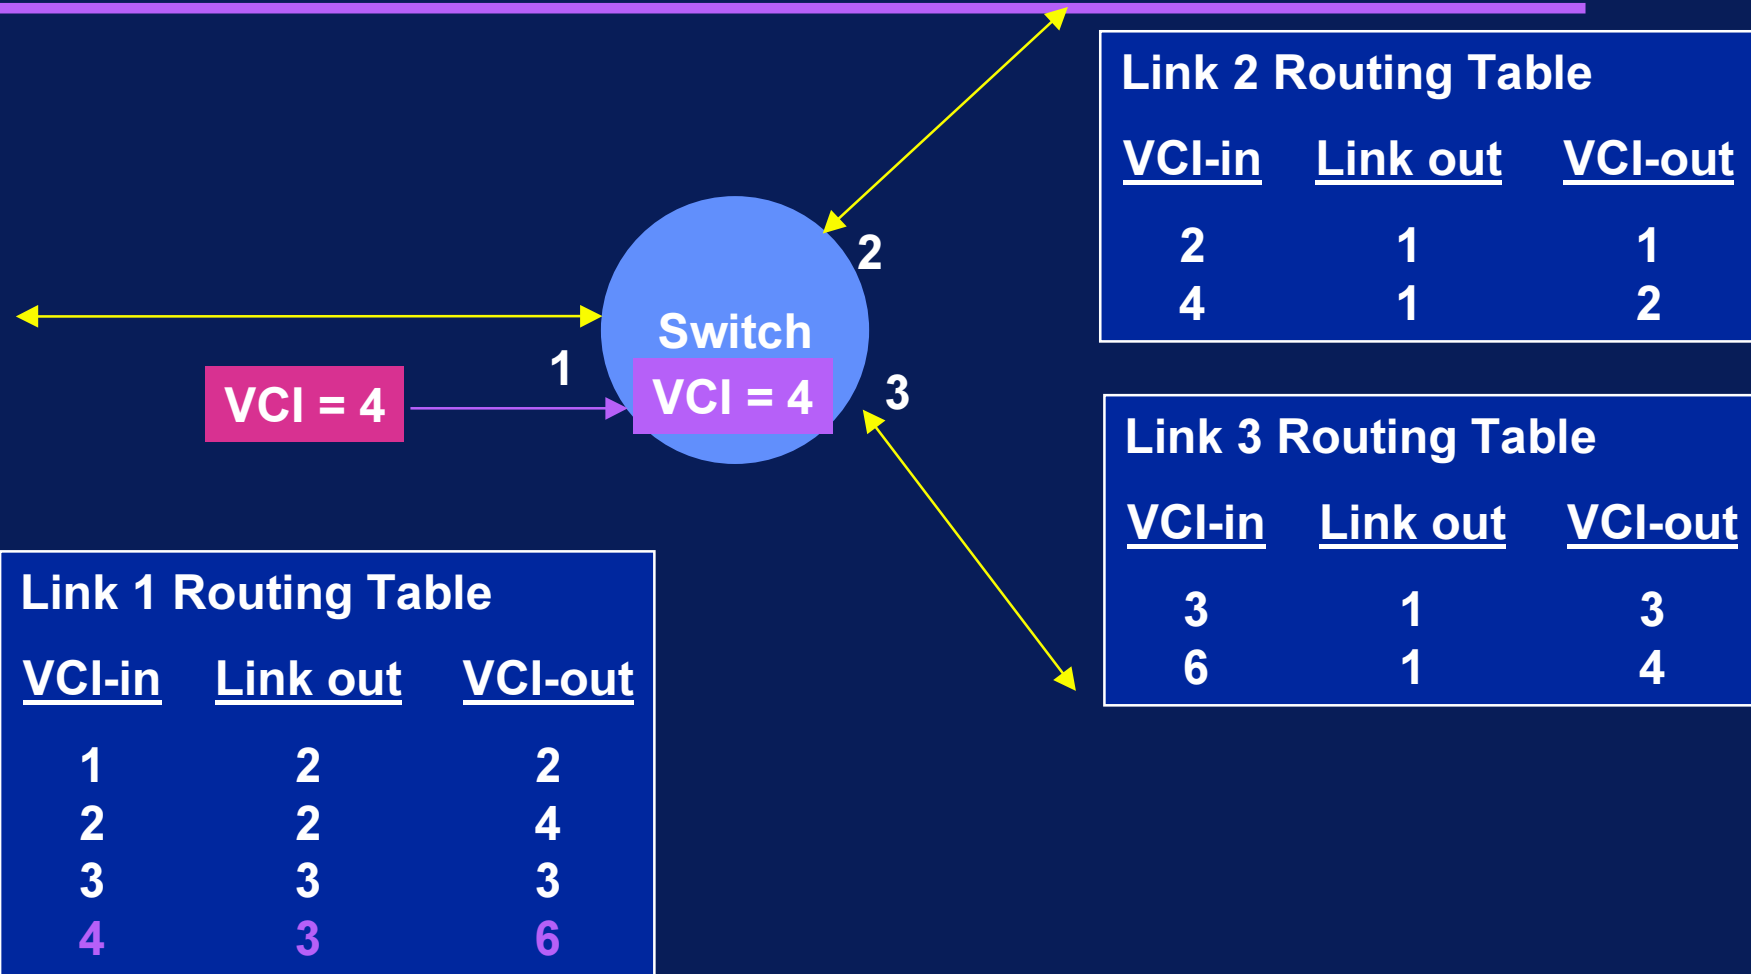 Link 2 Routing Table
VCI-in Link out VCI-out
2 1 1
4 1 2
2
Switch
1
VCI = 4
VCI = 4
3
Link 3 Routing Table
VCI-in Link out VCI-out
3 1 3
6 1 4
Link 1 Routing Table
VCI-in Link out VCI-out
1 2 2
2 2 4
3 3 3
4 3 6